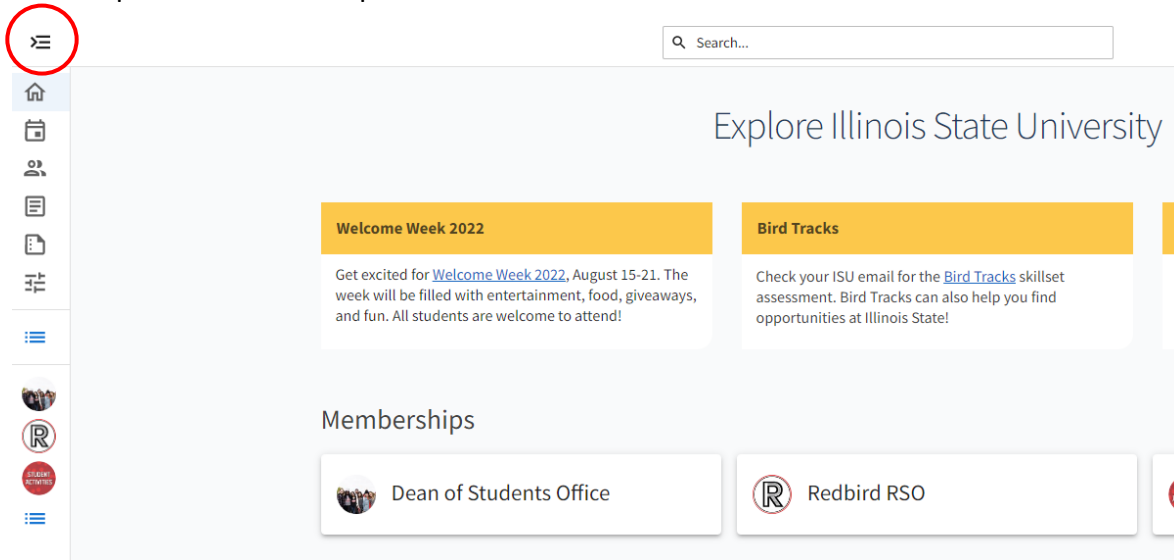 Search...
Explore Illinois State University
Welcome Week 2022
Get excited for Welcome Week 2022, August 15-21. The
week will be filled with entertainment, food, giveaways,
and fun. All students are welcome to attend!
Bird Tracks
Check your ISU email for the Bird Tracks skillset
assessment. Bird Tracks can also help you find
opportunities at Illinois State!
R
STUDENT
ACTIVITIES
Memberships
Dean of Students Office
R
Redbird RSO